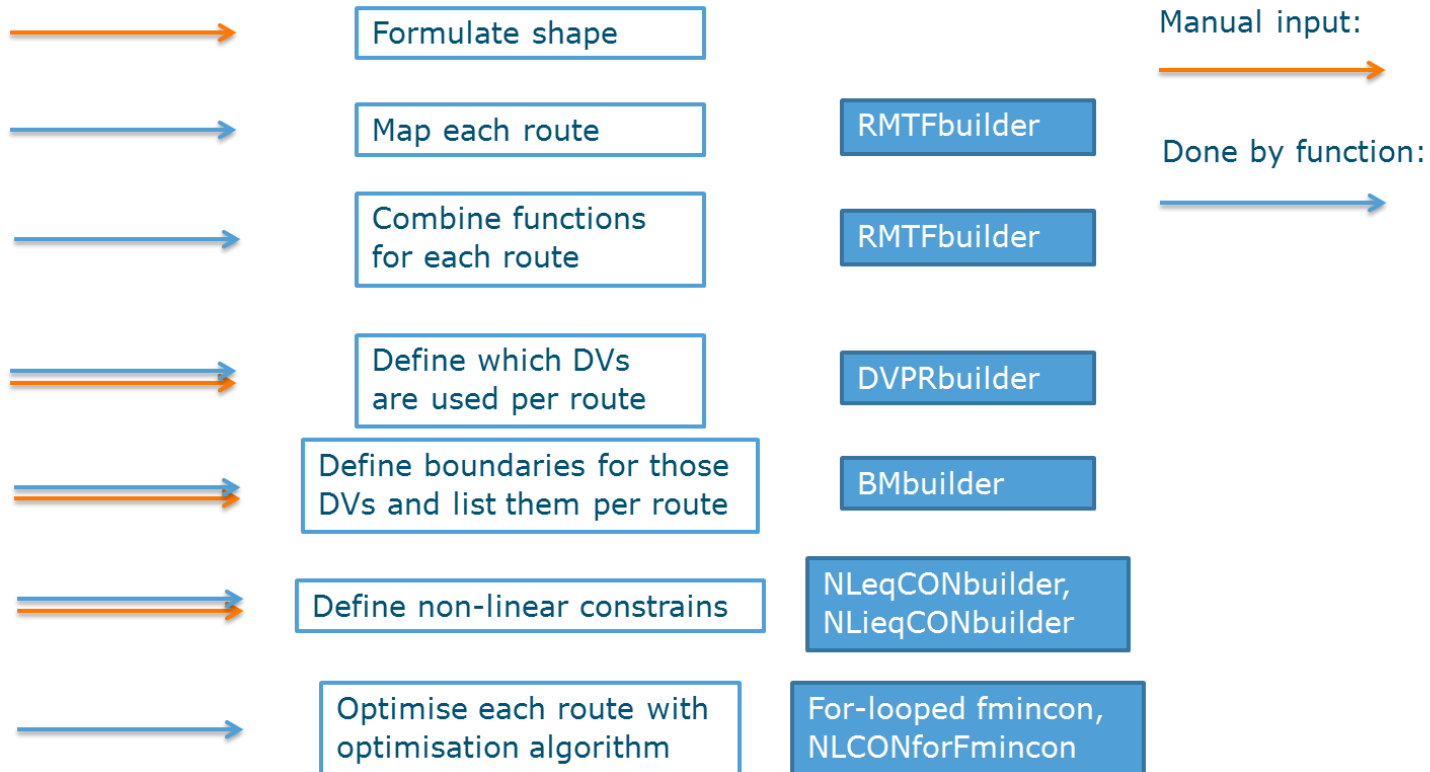 Formulate shape
Manual input:
Map each route
RMTFbuilder
Done by function:
Combine functions
for each route
RMTFbuilder
Define which DVs
are used per route
DVPRbuilder
Define boundaries for those
DVs and list them per route
BMbuilder
Define non-linear constrains
NLeqCONbuilder,
NLieqCONbuilder
Optimise each route with
optimisation algorithm
For-looped fmincon,
NLCONforFmincon